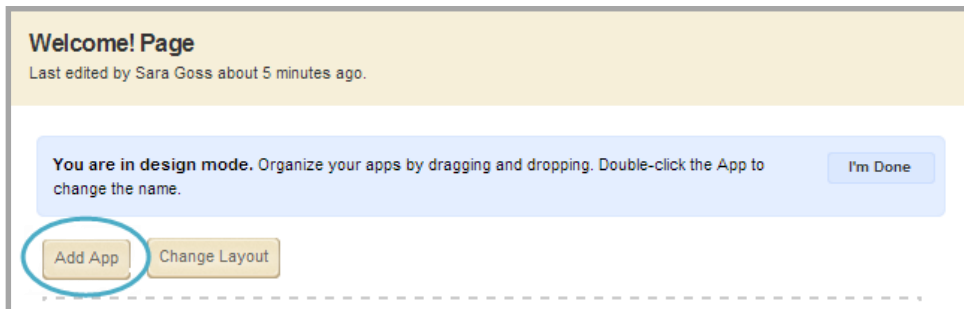 Welcome! Page
Last edited by Sara Goss about 5 minutes ago.
You are in design mode. Organize your apps by dragging and dropping. Double-click the App to
change the name.
I'm Done
Add App
Change Layout